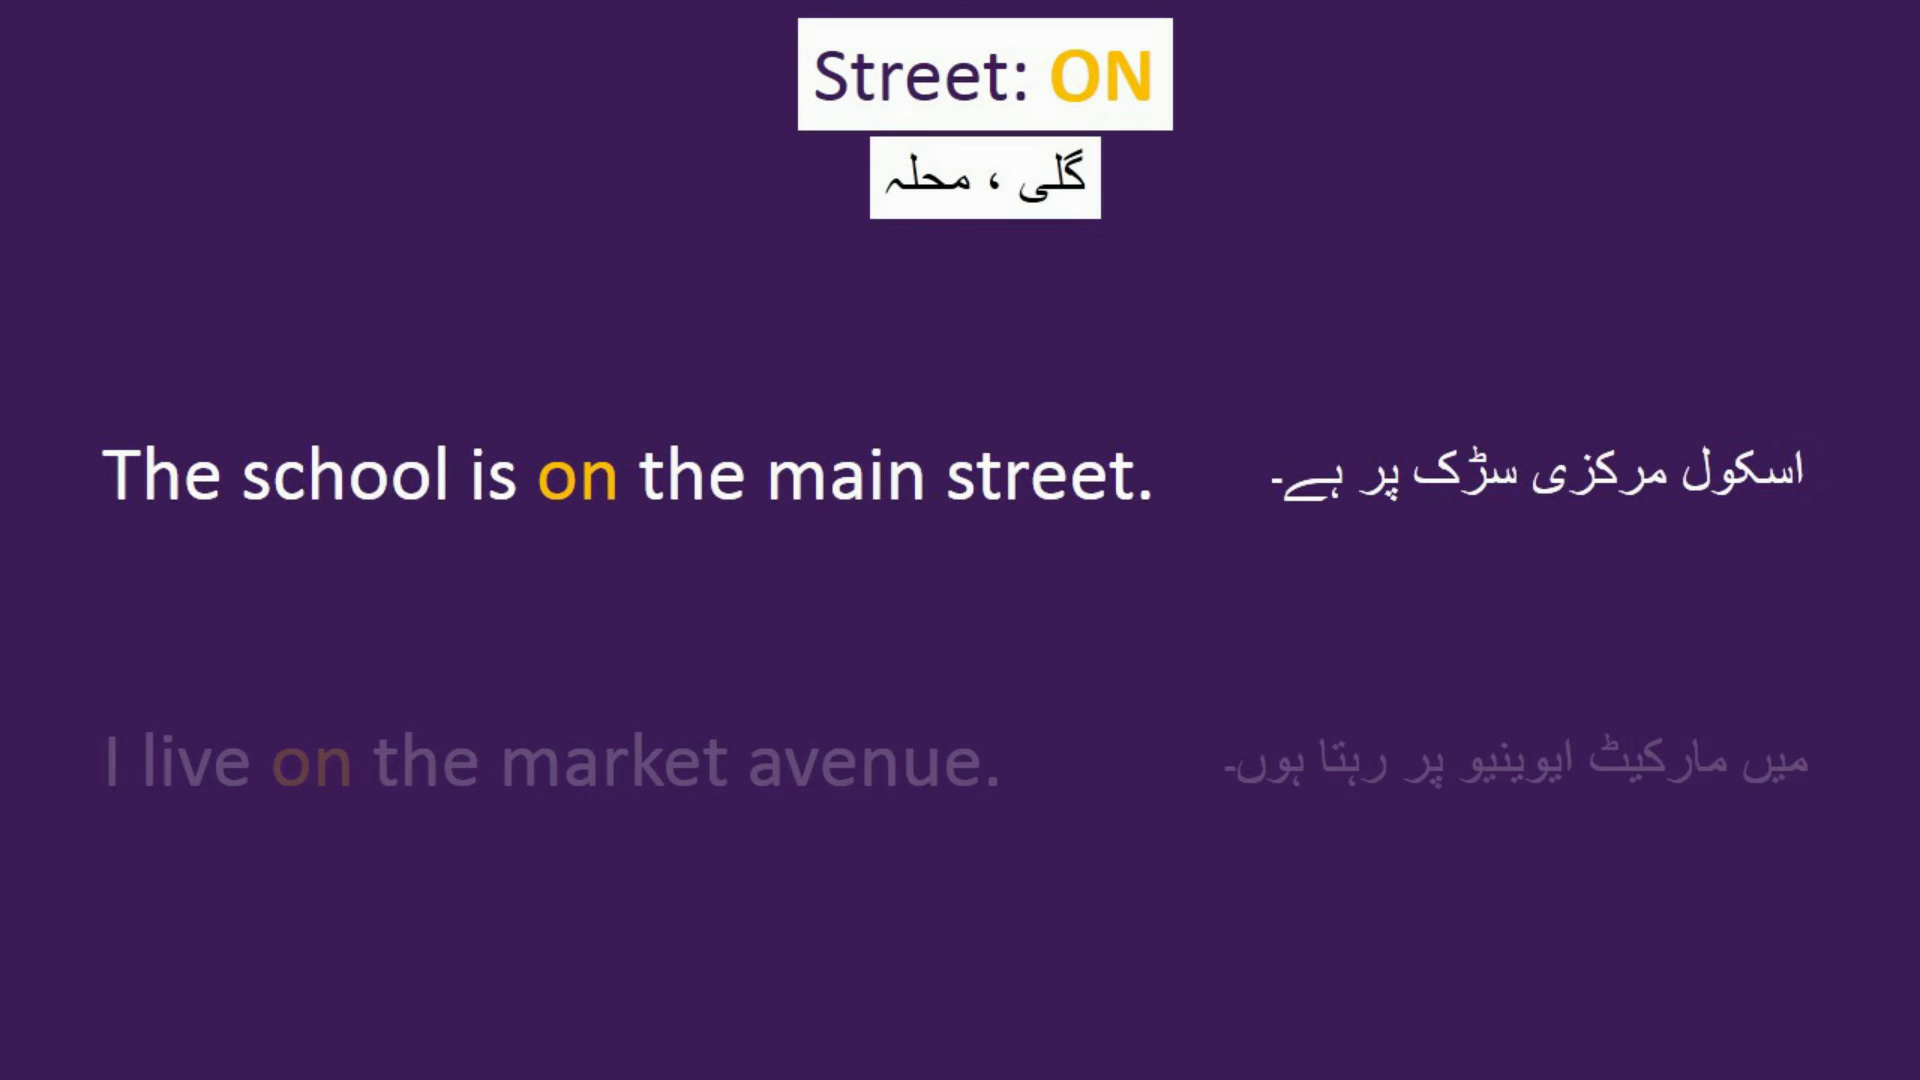 Street: ON
گلی ، محلہ
The school is on the main street.
اسکول مرکزی سڑک پر ہے۔
I live on the market avenue.
میں مارکیٹ ایوینیو پر رہتا ہوں۔